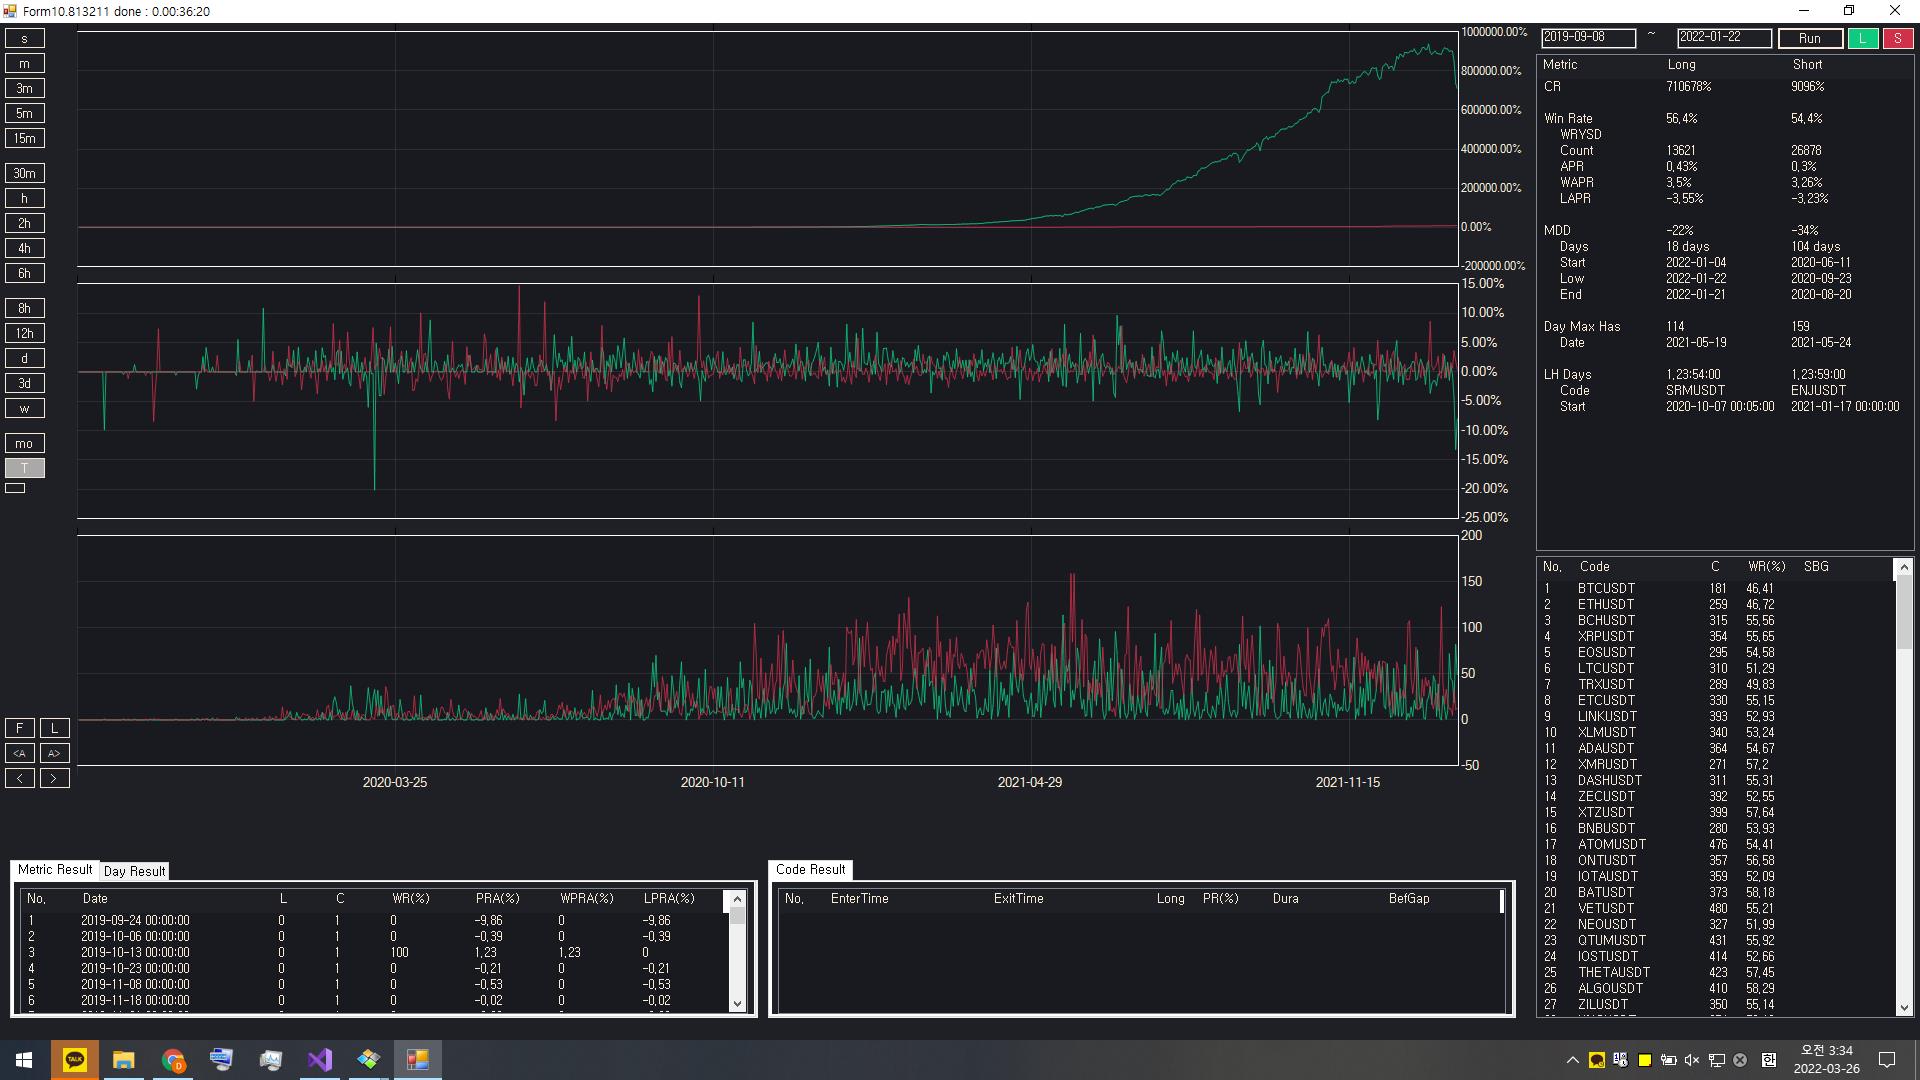 Form10.813211 done : 0.00:36:20
s
m
3m
5m
15m
30m
h
2h
4h
6h
8h
12h
d
3d
w
mo
T
F L
<A A>
< >
1000000.00%
800000.00%
600000.00%
400000.00%
200000.00%
0.00%
-200000.00%
15.00%
10.00%
5.00%
0.00%
-5.00%
-10.00%
-15.00%
-20.00%
-25.00%
200
150
100
50
0
-50
2020-03-25 2020-10-11 2021-04-29 2021-11-15
2019-09-08 ~ 2022-01-22 Run L S
Metric Long Short
CR 710678% 9096%
Win Rate 56,4% 54,4%
WRYSD
Count 13621 26878
APR 0,43% 0,3%
WAPR 3,5% 3,26%
LAPR -3,55% -3,23%
MDD -22% -34%
Days 18 days 104 days
Start 2022-01-04 2020-06-11
Low 2022-01-22 2020-09-23
End 2022-01-21 2020-08-20
Day Max Has 114 159
Date 2021-05-19 2021-05-24
LH Days 1,23:54:00 1,23:59:00
Code SRMUSDT ENJUSDT
Start 2020-10-07 00:05:00 2021-01-17 00:00:00
No, Code C WR(%) SBG
1 BTCUSDT 181 46,41
2 ETHUSDT 259 46,72
3 BCHUSDT 315 55,56
4 XRPUSDT 354 55,65
5 EOSUSDT 295 54,58
6 LTCUSDT 310 51,29
7 TRXUSDT 289 49,83
8 ETCUSDT 330 55,15
9 LINKUSDT 393 52,93
10 XLMUSDT 340 53,24
11 ADAUSDT 364 54,67
12 XMRUSDT 271 57,2
13 DASHUSDT 311 55,31
14 ZECUSDT 392 52,55
15 XTZUSDT 399 57,64
16 BNBUSDT 280 53,93
17 ATOMUSDT 476 54,41
18 ONTUSDT 357 56,58
19 IOTAUSDT 359 52,09
20 BATUSDT 373 58,18
21 VETUSDT 480 55,21
22 NEOUSDT 327 51,99
23 QTUMUSDT 431 55,92
24 IOSTUSDT 414 52,66
25 THETAUSDT 423 57,45
26 ALGOUSDT 410 58,29
27 ZILUSDT 350 55,14
Metric Result Day Result
No, Date L C WR(%) PRA(%) WPRA(%) LPRA(%)
1 2019-09-24 00:00:00 0 1 0 -9,86 0 -9,86
2 2019-10-06 00:00:00 0 1 0 -0,39 0 -0,39
3 2019-10-13 00:00:00 0 1 100 1,23 1,23 0
4 2019-10-23 00:00:00 0 1 0 -0,21 0 -0,21
5 2019-11-08 00:00:00 0 1 0 -0,53 0 -0,53
6 2019-11-18 00:00:00 0 1 0 -0,02 0 -0,02
Code Result
No, EnterTime ExitTime Long PR(%) Dura BefGap
TALK
오전 3:34
2022-03-26